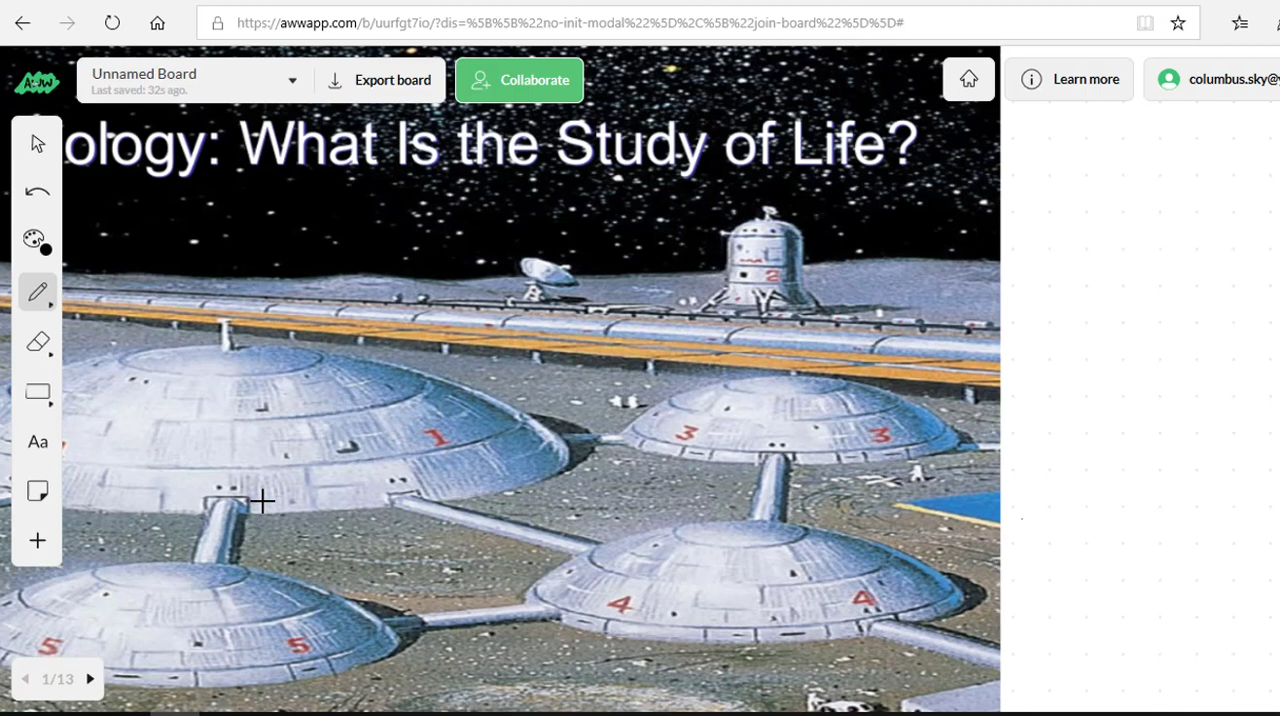 https://awwapp.com/b/uurfgt7io/?dis=%5B%5B%22no-init-modal%22%5D%2C%5B%22join-board%22%5D%5D#
AWW
Unnamed Board
Last saved: 32s ago.
Export board
Collaborate
Learn more
columbus.sky@
ology: What Is the Study of Life?
2
1
3 3
4 4
5 5
Aa
1/13